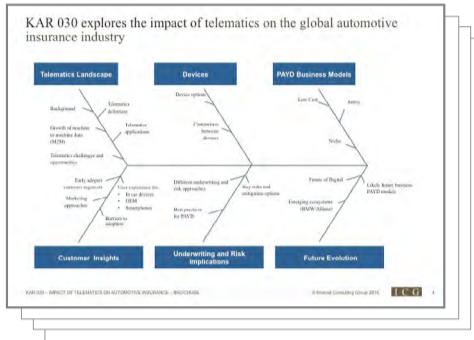 KAR 030 explores the impact of telematics on the global automotive
insurance industry
Telematics Landscape
Devices
PAYD Business Models
Background
Telematics
definitions
Growth of machine
to machine data
(M2M)
Telematics
applications
Telematics challenges and
opportunities
Device options
Comparison
between
devices
Low Cost
Niche
Early adopter
customer segments
Marketing
approaches
Barriers to
adoption
User experience for:
• In car devices
• OEM
• Smartphones
Different underwriting and
risk approaches
Best practices
for PAYD
Key risks and
mitigation options
Future of Digital
Emerging ecosystems
(BMW/Allianz)
Likely future business
PAYD models
Customer Insights
Underwriting and Risk
Implications
Future Evolution
KAR 030 – IMPACT OF TELEMATICS ON AUTOMOTIVE INSURANCE – BROCHURE
© Internet Consulting Group 2015
ICG
4